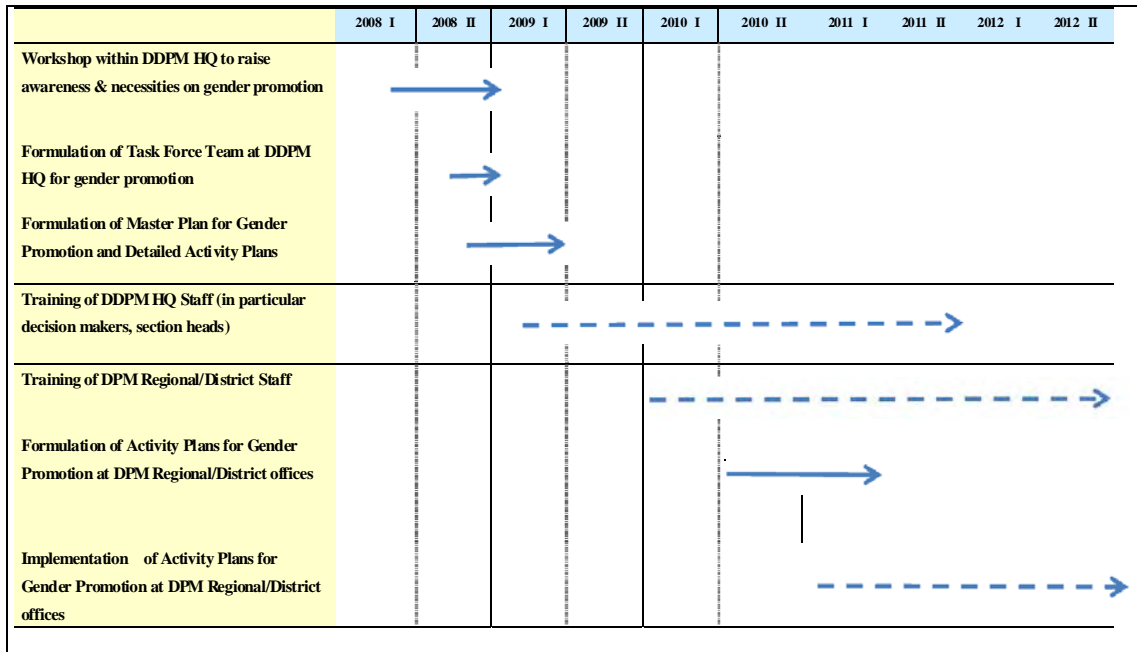 2008 I 2008 II 2009 I 2009 II 2010 I 2010 II 2011 I 2011 II 2012 I 2012 II
Workshop within DDPM HQ to raise
awareness & necessities on gender promotion
Formulation of Task Force Team at DDPM
HQ for gender promotion
Formulation of Master Plan for Gender
Promotion and Detailed Activity Plans
Training of DDPM HQ Staff (in particular
decision makers, section heads)
Training of DPM Regional/District Staff
Formulation of Activity Plans for Gender
Promotion at DPM Regional/District offices
Implementation of Activity Plans for
Gender Promotion at DPM Regional/District
offices